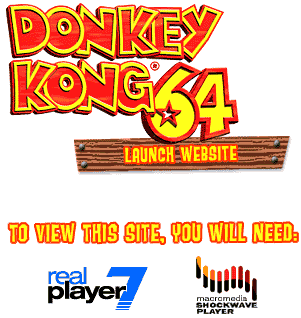 DONKEY
KONG®
64
LAUNCH WEBSITE
TO VIEW THIS SITE, YOU WILL NEED:
real
player 7
macromedia
SHOCKWAVE
PLAYER